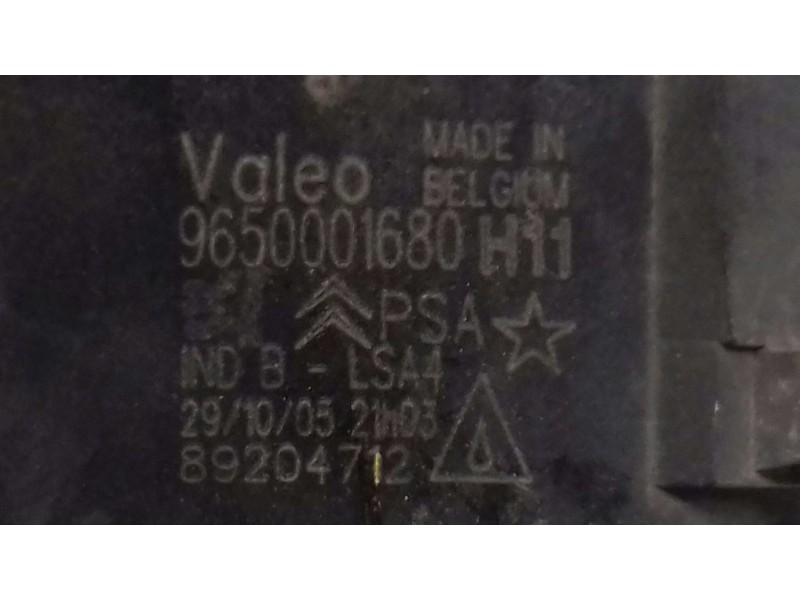 Valeo MADE IN
BELGIUM
9650001680 H11
PSA
IND B - LSA4
29/10/05 21h03
89204712